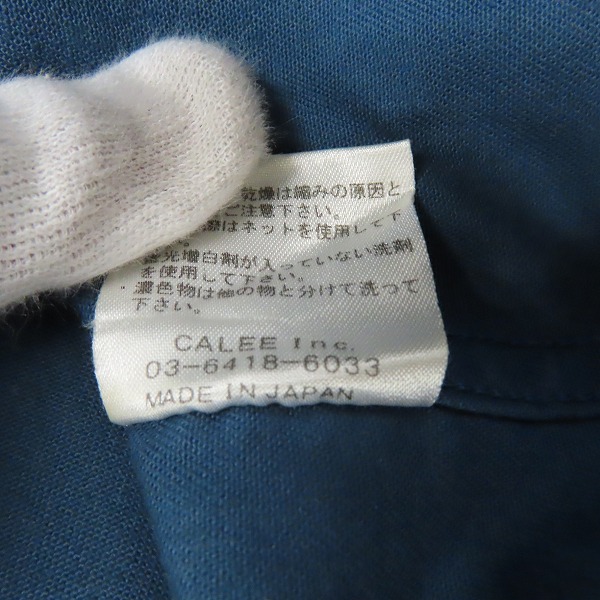 乾燥は縮みの原因と
ご注意下さい。
際はネットを使用して下
光増白剤が入っていない洗剤
を使用して下さい。
・濃色物は他の物と分けて洗って
下さい。
CALEE Inc.
03-6418-6033
MADE IN JAPAN